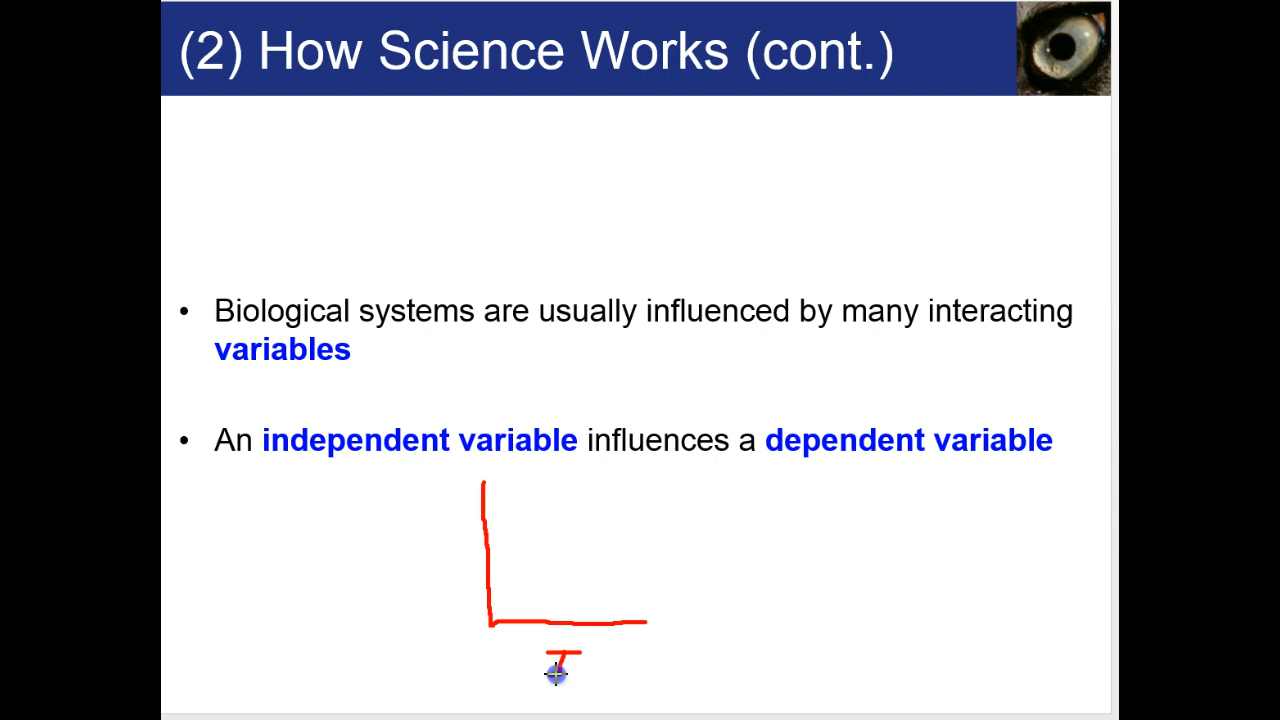 (2) How Science Works (cont.)
• Biological systems are usually influenced by many interacting
variables
• An independent variable influences a dependent variable